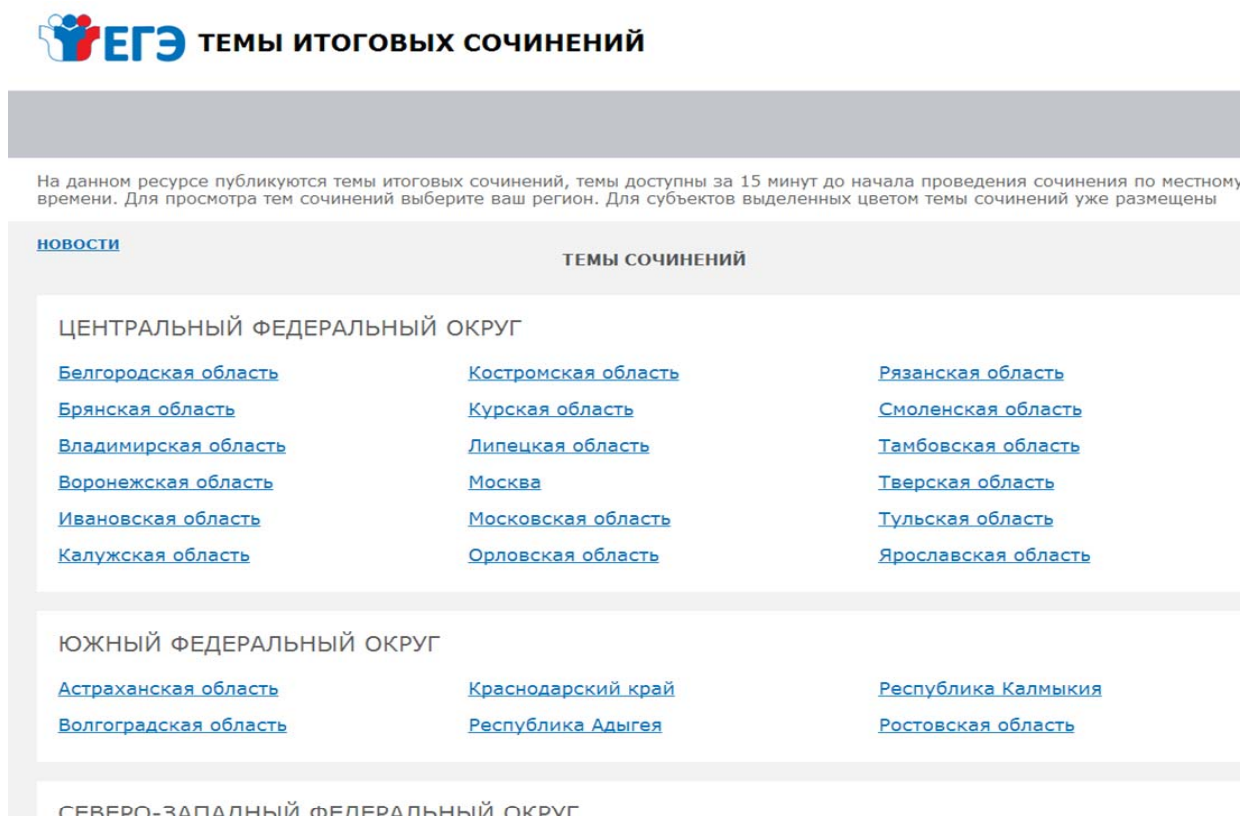 ЕГЭ ТЕМЫ ИТОГОВЫХ СОЧИНЕНИЙ
На данном ресурсе публикуются темы итоговых сочинений, темы доступны за 15 минут до начала проведения сочинения по местному
времени. Для просмотра тем сочинений выберите ваш регион. Для субъектов выделенных цветом темы сочинений уже размещены
НОВОСТИ
ТЕМЫ СОЧИНЕНИЙ
ЦЕНТРАЛЬНЫЙ ФЕДЕРАЛЬНЫЙ ОКРУГ
Белгородская область Костромская область Рязанская область
Брянская область Курская область Смоленская область
Владимирская область Липецкая область Тамбовская область
Воронежская область Москва Тверская область
Ивановская область Московская область Тульская область
Калужская область Орловская область Ярославская область
ЮЖНЫЙ ФЕДЕРАЛЬНЫЙ ОКРУГ
Астраханская область Краснодарский край Республика Калмыкия
Волгоградская область Республика Адыгея Ростовская область
СЕВЕРО-ЗАПАДНЫЙ ФЕДЕРАЛЬНЫЙ ОКРУГ